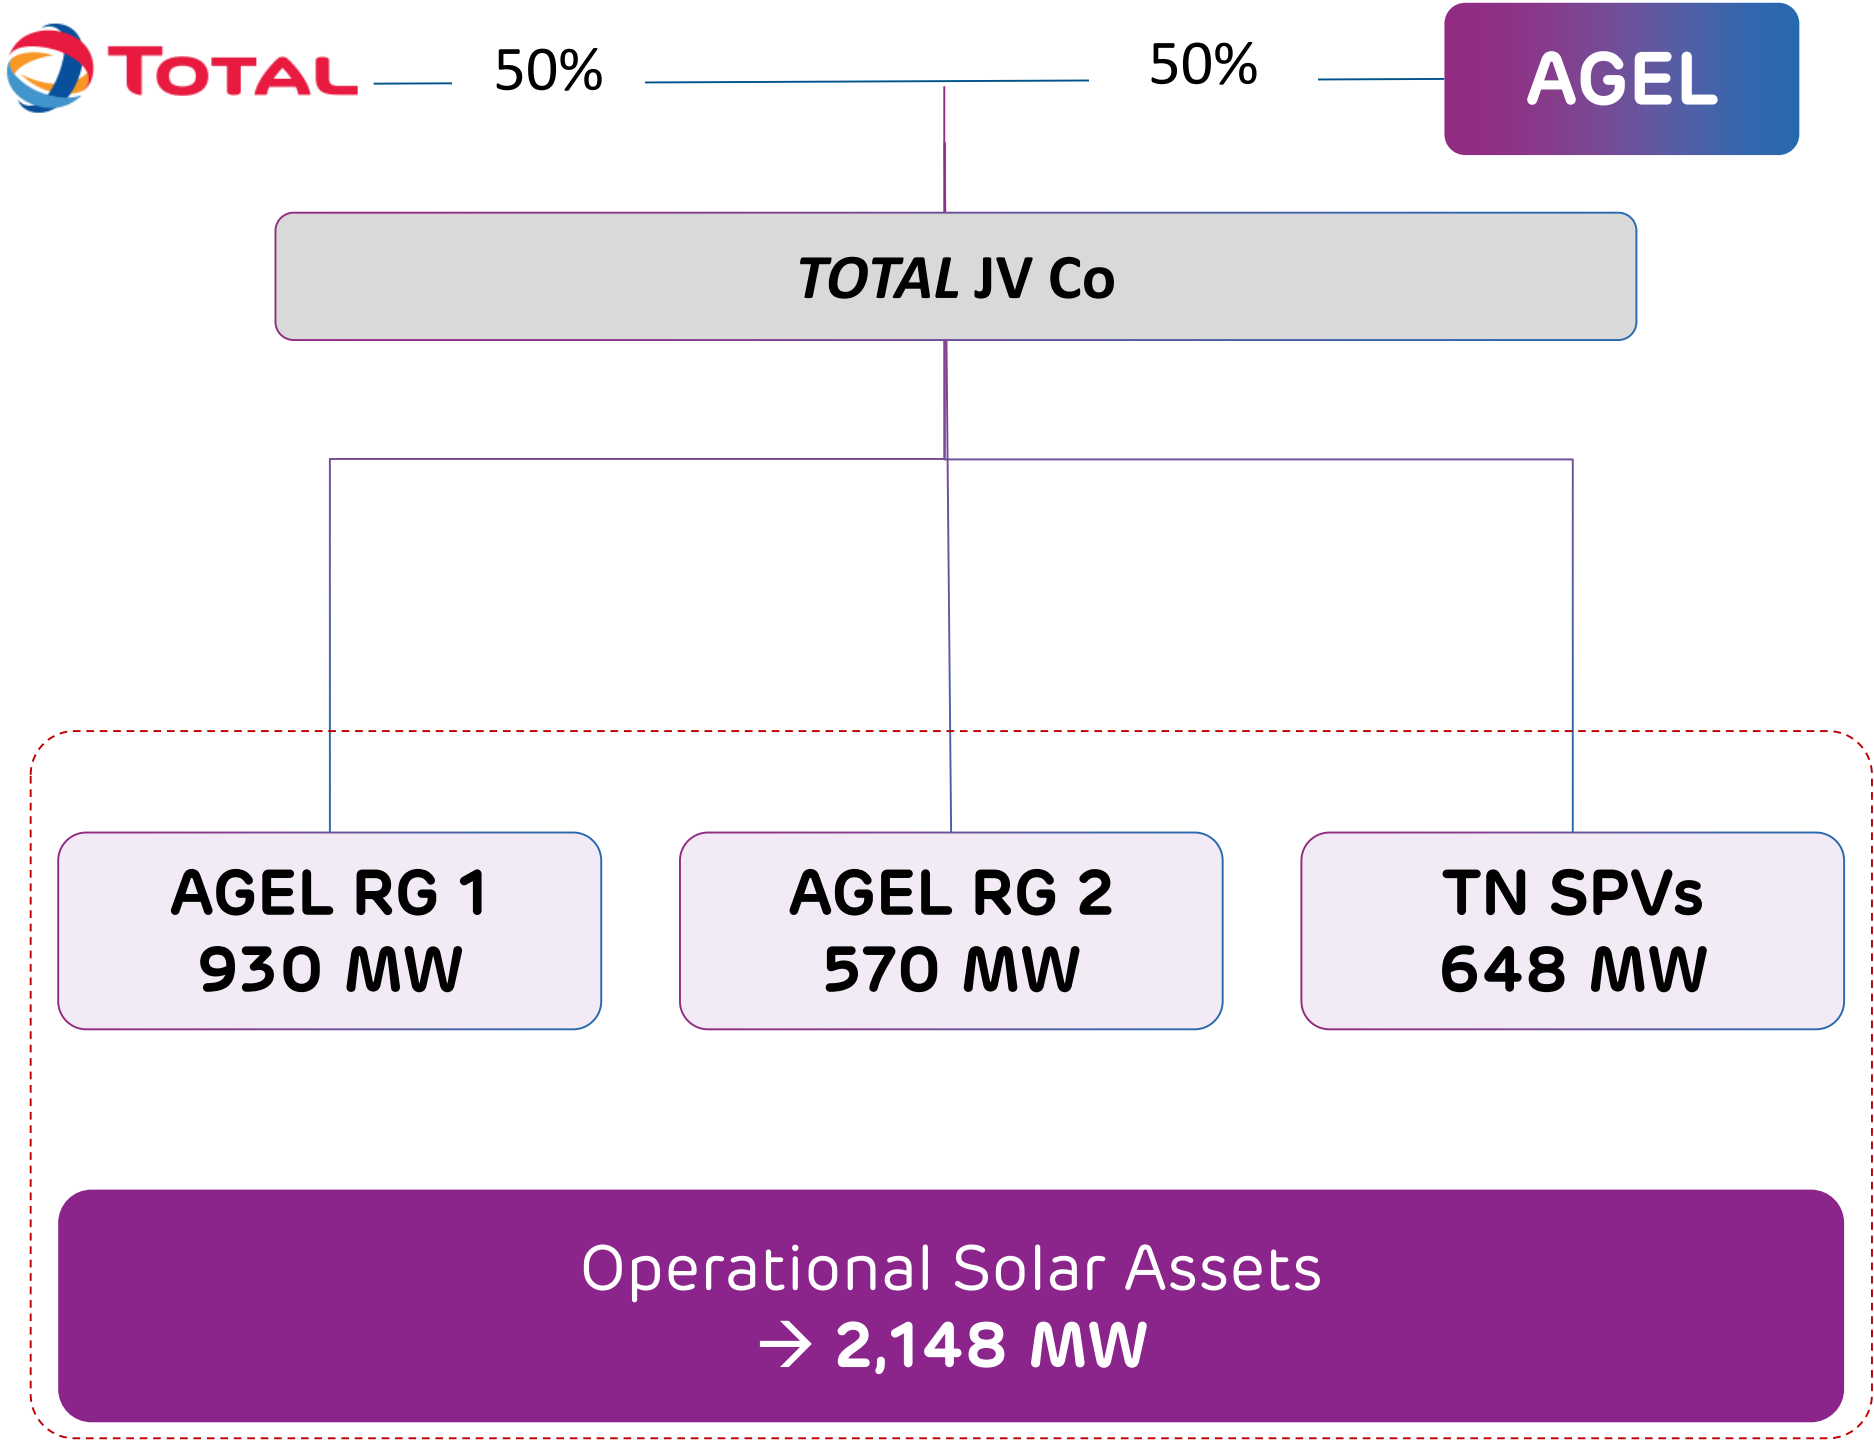 TOTAL
50%
50%
AGEL
TOTAL JV Co
AGEL RG 1
930 MW
AGEL RG 2
570 MW
TN SPVs
648 MW
Operational Solar Assets
→ 2,148 MW